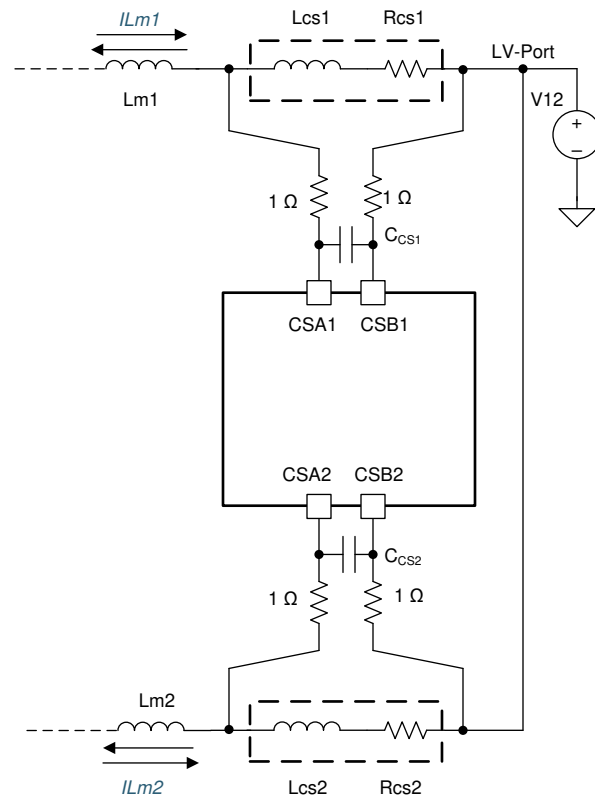 ILm1
Lcs1
Rcs1
LV-Port
Lm1
V12
+
–
1 Ω
1 Ω
CCS1
CSA1
CSB1
CSA2
CSB2
CCS2
1 Ω
1 Ω
Lm2
ILm2
Lcs2
Rcs2